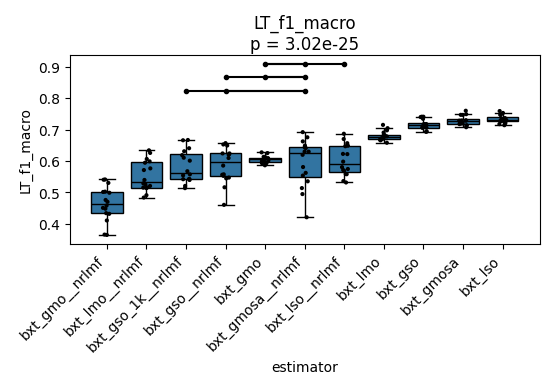 LT_f1_macro
p = 3.02e-25
LT_f1_macro
0.9
0.8
0.7
0.6
0.5
0.4
bxt_gmo__nrlmf
bxt_lmo__nrlmf
bxt_gso_1k__nrlmf
bxt_gso__nrlmf
bxt_gmo
bxt_gmosa__nrlmf
bxt_lso__nrlmf
bxt_lmo
bxt_gso
bxt_gmosa
bxt_lso
estimator